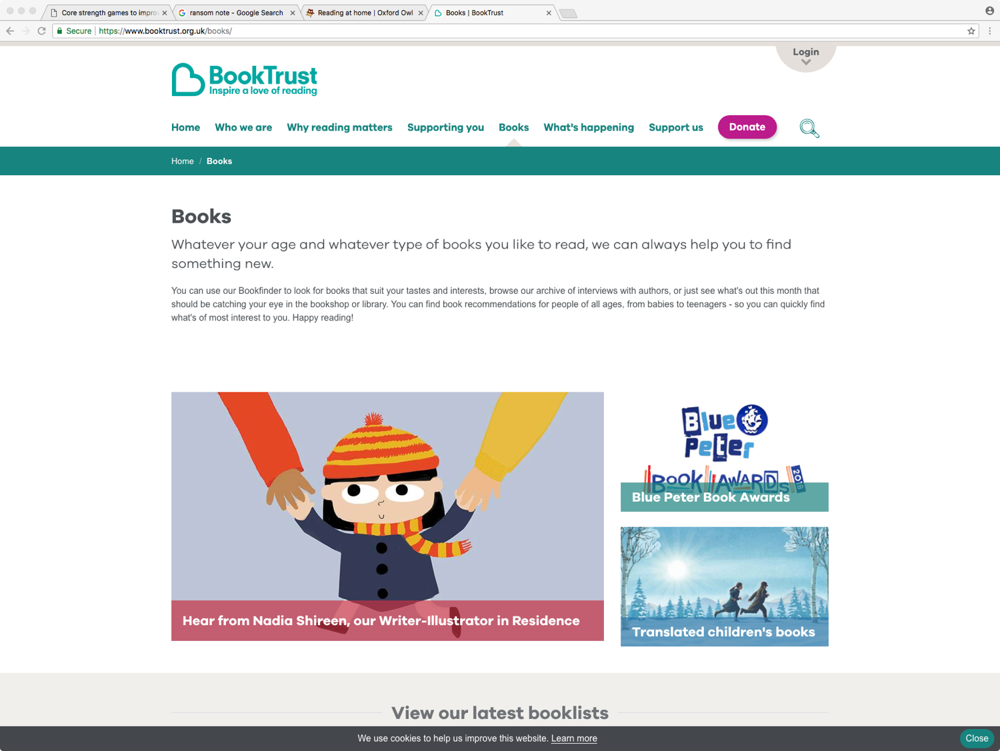 Core strength games to impro
ransom note - Google Search
Reading at home | Oxford Owl
Books | BookTrust
Secure
https://www.booktrust.org.uk/books/
Login
BookTrust
Inspire a love of reading
Home
Who we are
Why reading matters
Supporting you
Books
What's happening
Support us
Donate
Home / Books
Books
Whatever your age and whatever type of books you like to read, we can always help you to find
something new.
You can use our Bookfinder to look for books that suit your tastes and interests, browse our archive of interviews with authors, or just see what's out this month that
should be catching your eye in the bookshop or library. You can find book recommendations for people of all ages, from babies to teenagers - so you can quickly find
what's of most interest to you. Happy reading!
Hear from Nadia Shireen, our Writer-Illustrator in Residence
Blue
Peter
BOOK AWARDS 2018
Blue Peter Book Awards
Translated children's books
View our latest booklists
We use cookies to help us improve this website. Learn more
Close